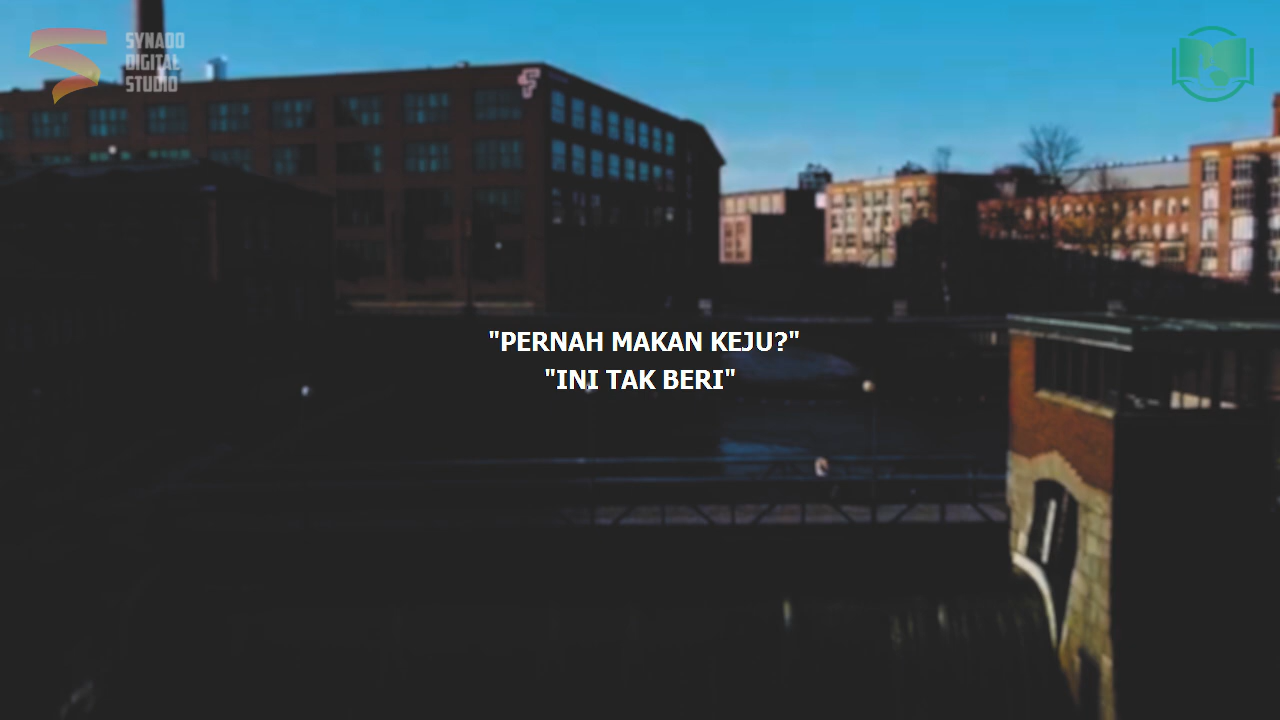 SYNADO
DIGITAL
STUDIO
"PERNAH MAKAN KEJU?"
"INI TAK BERI"